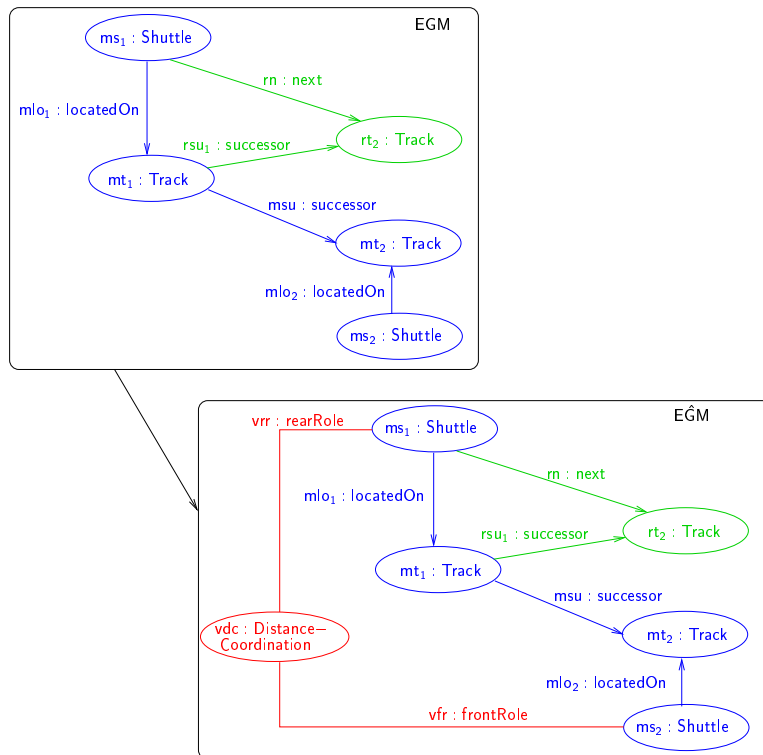 EGM
ms₁ : Shuttle
rn : next
mlo₁ : locatedOn
rsu₁ : successor
rt₂ : Track
mt₁ : Track
msu : successor
mt₂ : Track
mlo₂ : locatedOn
ms₂ : Shuttle
EĜM
vrr : rearRole
ms₁ : Shuttle
rn : next
mlo₁ : locatedOn
rsu₁ : successor
rt₂ : Track
mt₁ : Track
msu : successor
vdc : Distance−
Coordination
mt₂ : Track
mlo₂ : locatedOn
vfr : frontRole
ms₂ : Shuttle